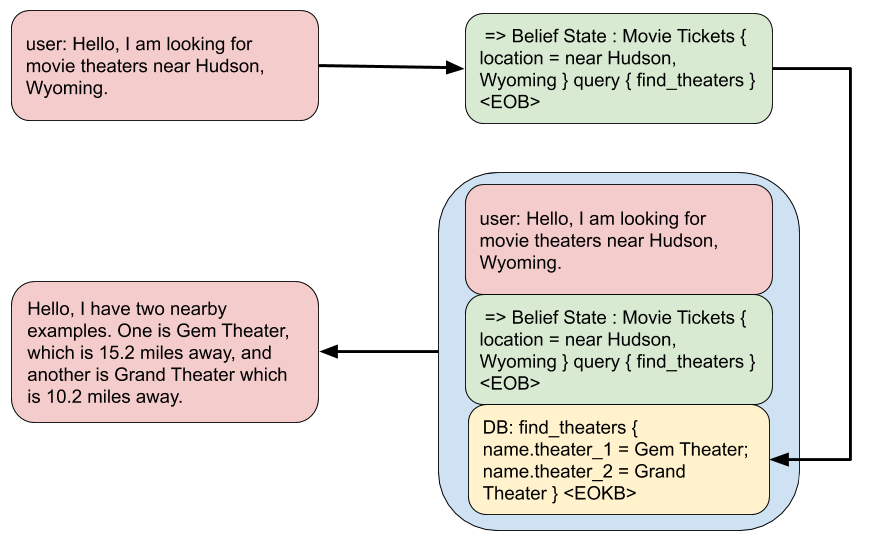 user: Hello, I am looking for
movie theaters near Hudson,
Wyoming.
=> Belief State : Movie Tickets {
location = near Hudson,
Wyoming } query { find_theaters }
<EOB>
user: Hello, I am looking for
movie theaters near Hudson,
Wyoming.
=> Belief State : Movie Tickets {
location = near Hudson,
Wyoming } query { find_theaters }
<EOB>
DB: find_theaters {
name.theater_1 = Gem Theater;
name.theater_2 = Grand
Theater } <EOKB>
Hello, I have two nearby
examples. One is Gem Theater,
which is 15.2 miles away, and
another is Grand Theater which
is 10.2 miles away.